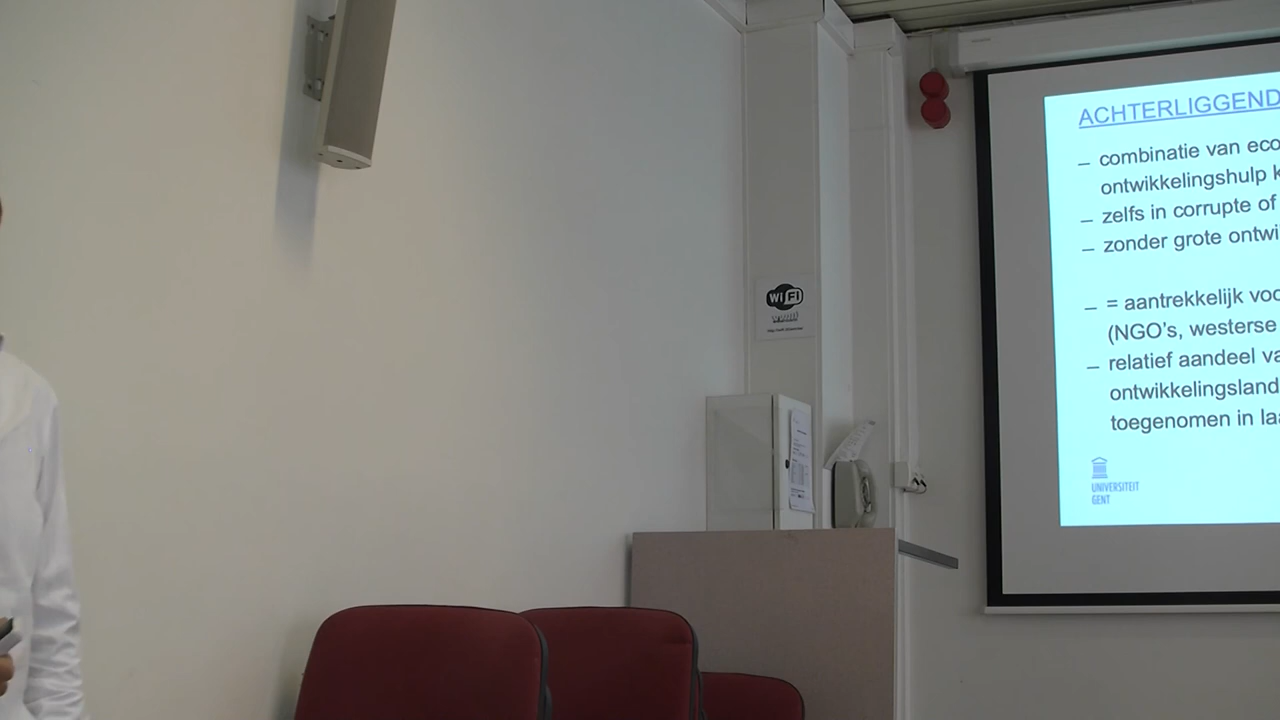 ACHTERLIGGEND
– combinatie van eco
ontwikkelingshulp k
– zelfs in corrupte of
– zonder grote ontwi
– = aantrekkelijk voo
(NGO's, westerse
– relatief aandeel va
ontwikkelingsland
toegenomen in la
UNIVERSITEIT
GENT
WiFi